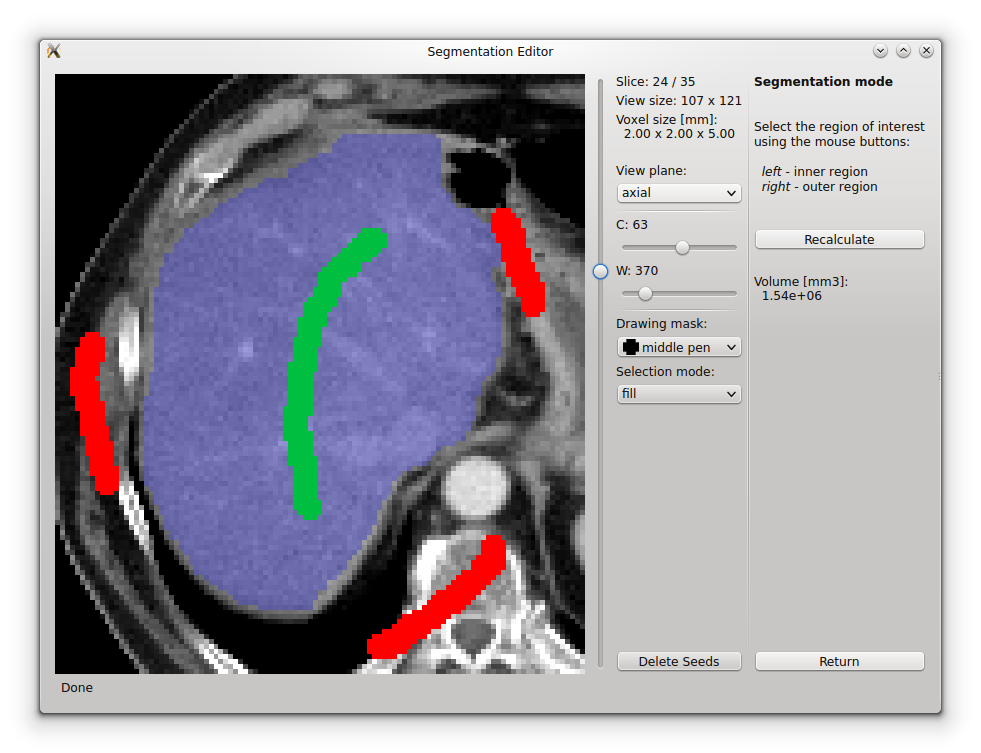 Segmentation Editor
Slice: 24 / 35
View size: 107 x 121
Voxel size [mm]:
2.00 x 2.00 x 5.00
View plane:
axial
C: 63
W: 370
Drawing mask:
middle pen
Selection mode:
fill
Delete Seeds
Segmentation mode
Select the region of interest
using the mouse buttons:
left - inner region
right - outer region
Recalculate
Volume [mm3]:
1.54e+06
Return
Done